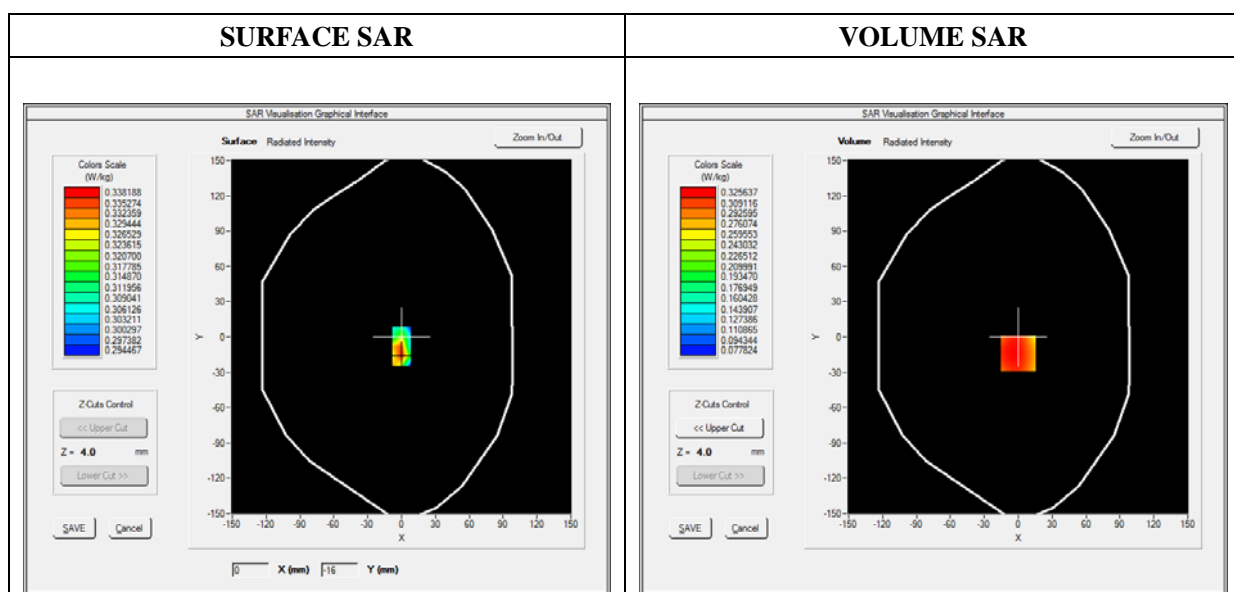 SURFACE SAR
VOLUME SAR
SAR Visualisation Graphical Interface
Surface Radiated Intensity
Zoom In/Out
Colors Scale
(W/kg)
0.338188
0.335274
0.332359
0.329444
0.326529
0.323615
0.320700
0.317785
0.314870
0.311956
0.309041
0.306126
0.303211
0.300297
0.297382
0.294467
Z-Cuts Control
<< Upper Cut
Z = 4.0 mm
Lower Cut >>
SAVE Cancel
150
120
90
60
30
0
-30
-60
-90
-120
-150
Y
-150 -120 -90 -60 -30 0 30 60 90 120 150
X
0 X (mm) -16 Y (mm)
SAR Visualisation Graphical Interface
Volume Radiated Intensity
Zoom In/Out
Colors Scale
(W/kg)
0.325637
0.309116
0.292595
0.276074
0.259553
0.243032
0.226512
0.209991
0.193470
0.176949
0.160428
0.143907
0.127386
0.110865
0.094344
0.077824
Z-Cuts Control
<< Upper Cut
Z = 4.0 mm
Lower Cut >>
SAVE Cancel
150
120
90
60
30
0
-30
-60
-90
-120
-150
Y
-150 -120 -90 -60 -30 0 30 60 90 120 150
X